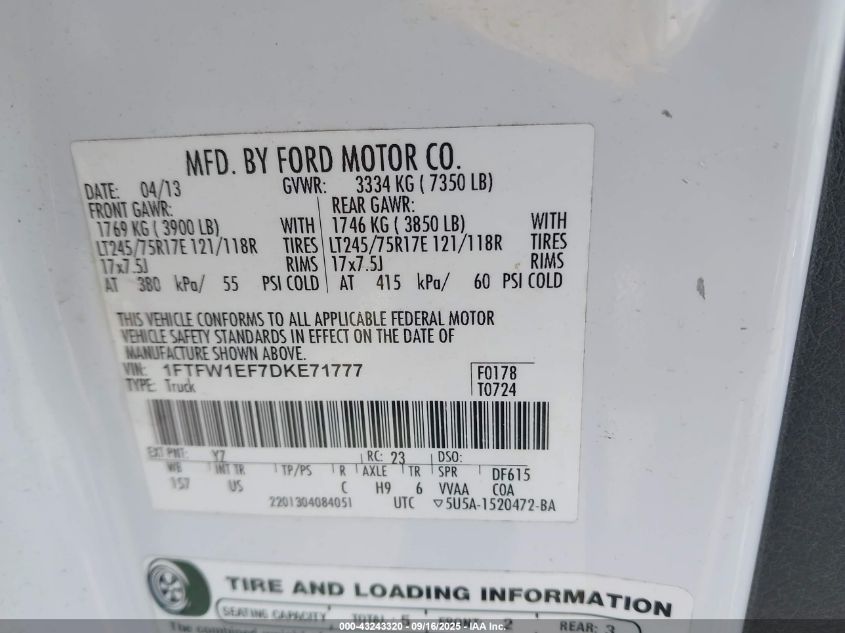 MFD. BY FORD MOTOR CO.
DATE: 04/13 GVWR: 3334 KG ( 7350 LB)
FRONT GAWR: REAR GAWR:
1769 KG ( 3900 LB) WITH 1746 KG ( 3850 LB) WITH
LT245/75R17E 121/118R TIRES LT245/75R17E 121/118R TIRES
17x7.5J RIMS 17x7.5J RIMS
AT 380 kPa/ 55 PSI COLD AT 415 kPa/ 60 PSI COLD
THIS VEHICLE CONFORMS TO ALL APPLICABLE FEDERAL MOTOR
VEHICLE SAFETY STANDARDS IN EFFECT ON THE DATE OF
MANUFACTURE SHOWN ABOVE.
VIN: 1FTFW1EF7DKE71777 F0178
TYPE: Truck T0724
EXT PNT: YZ RC: 23 DSO:
WB INT TR TP/PS R AXLE TR SPR DF615
157 US C H9 6 VVAA COA
2201304084051 UTC ▽5U5A-1520472-BA
TIRE AND LOADING INFORMATION
SEATING CAPACITY TOTAL 2 REAR: 3
The combined
000-43243320 - 09/16/2025 - IAA Inc.